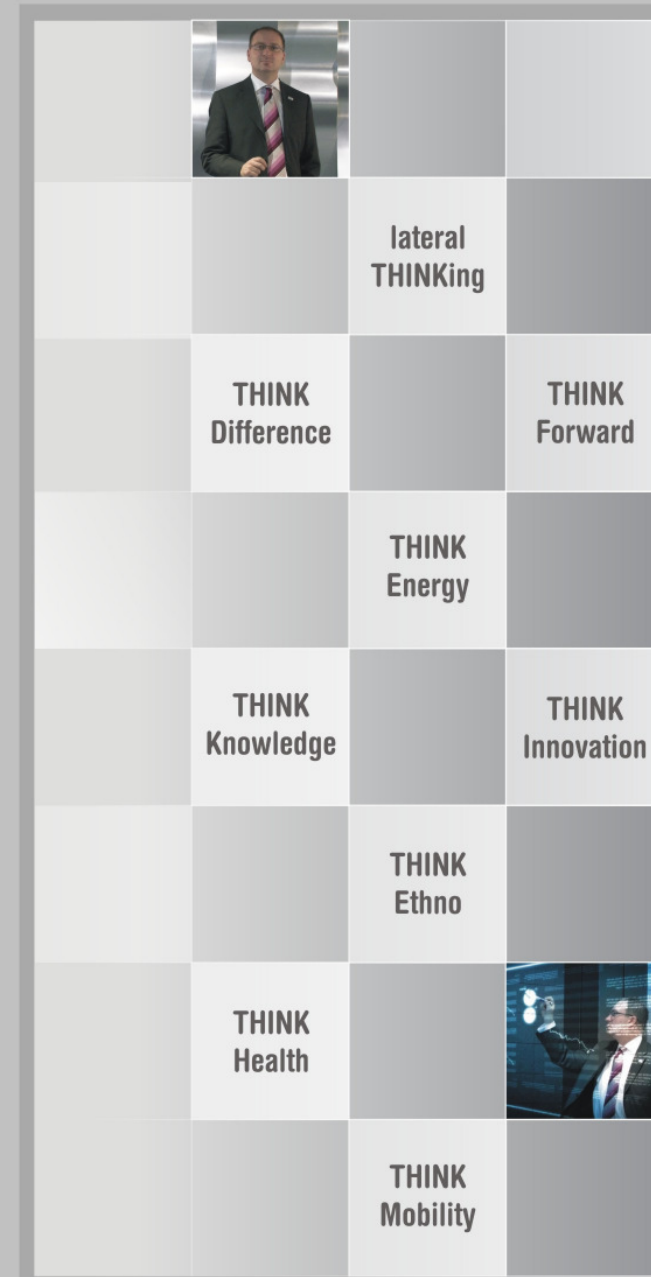 lateral
THINKing
THINK
Difference
THINK
Forward
THINK
Energy
THINK
Knowledge
THINK
Innovation
THINK
Ethno
THINK
Health
THINK
Mobility